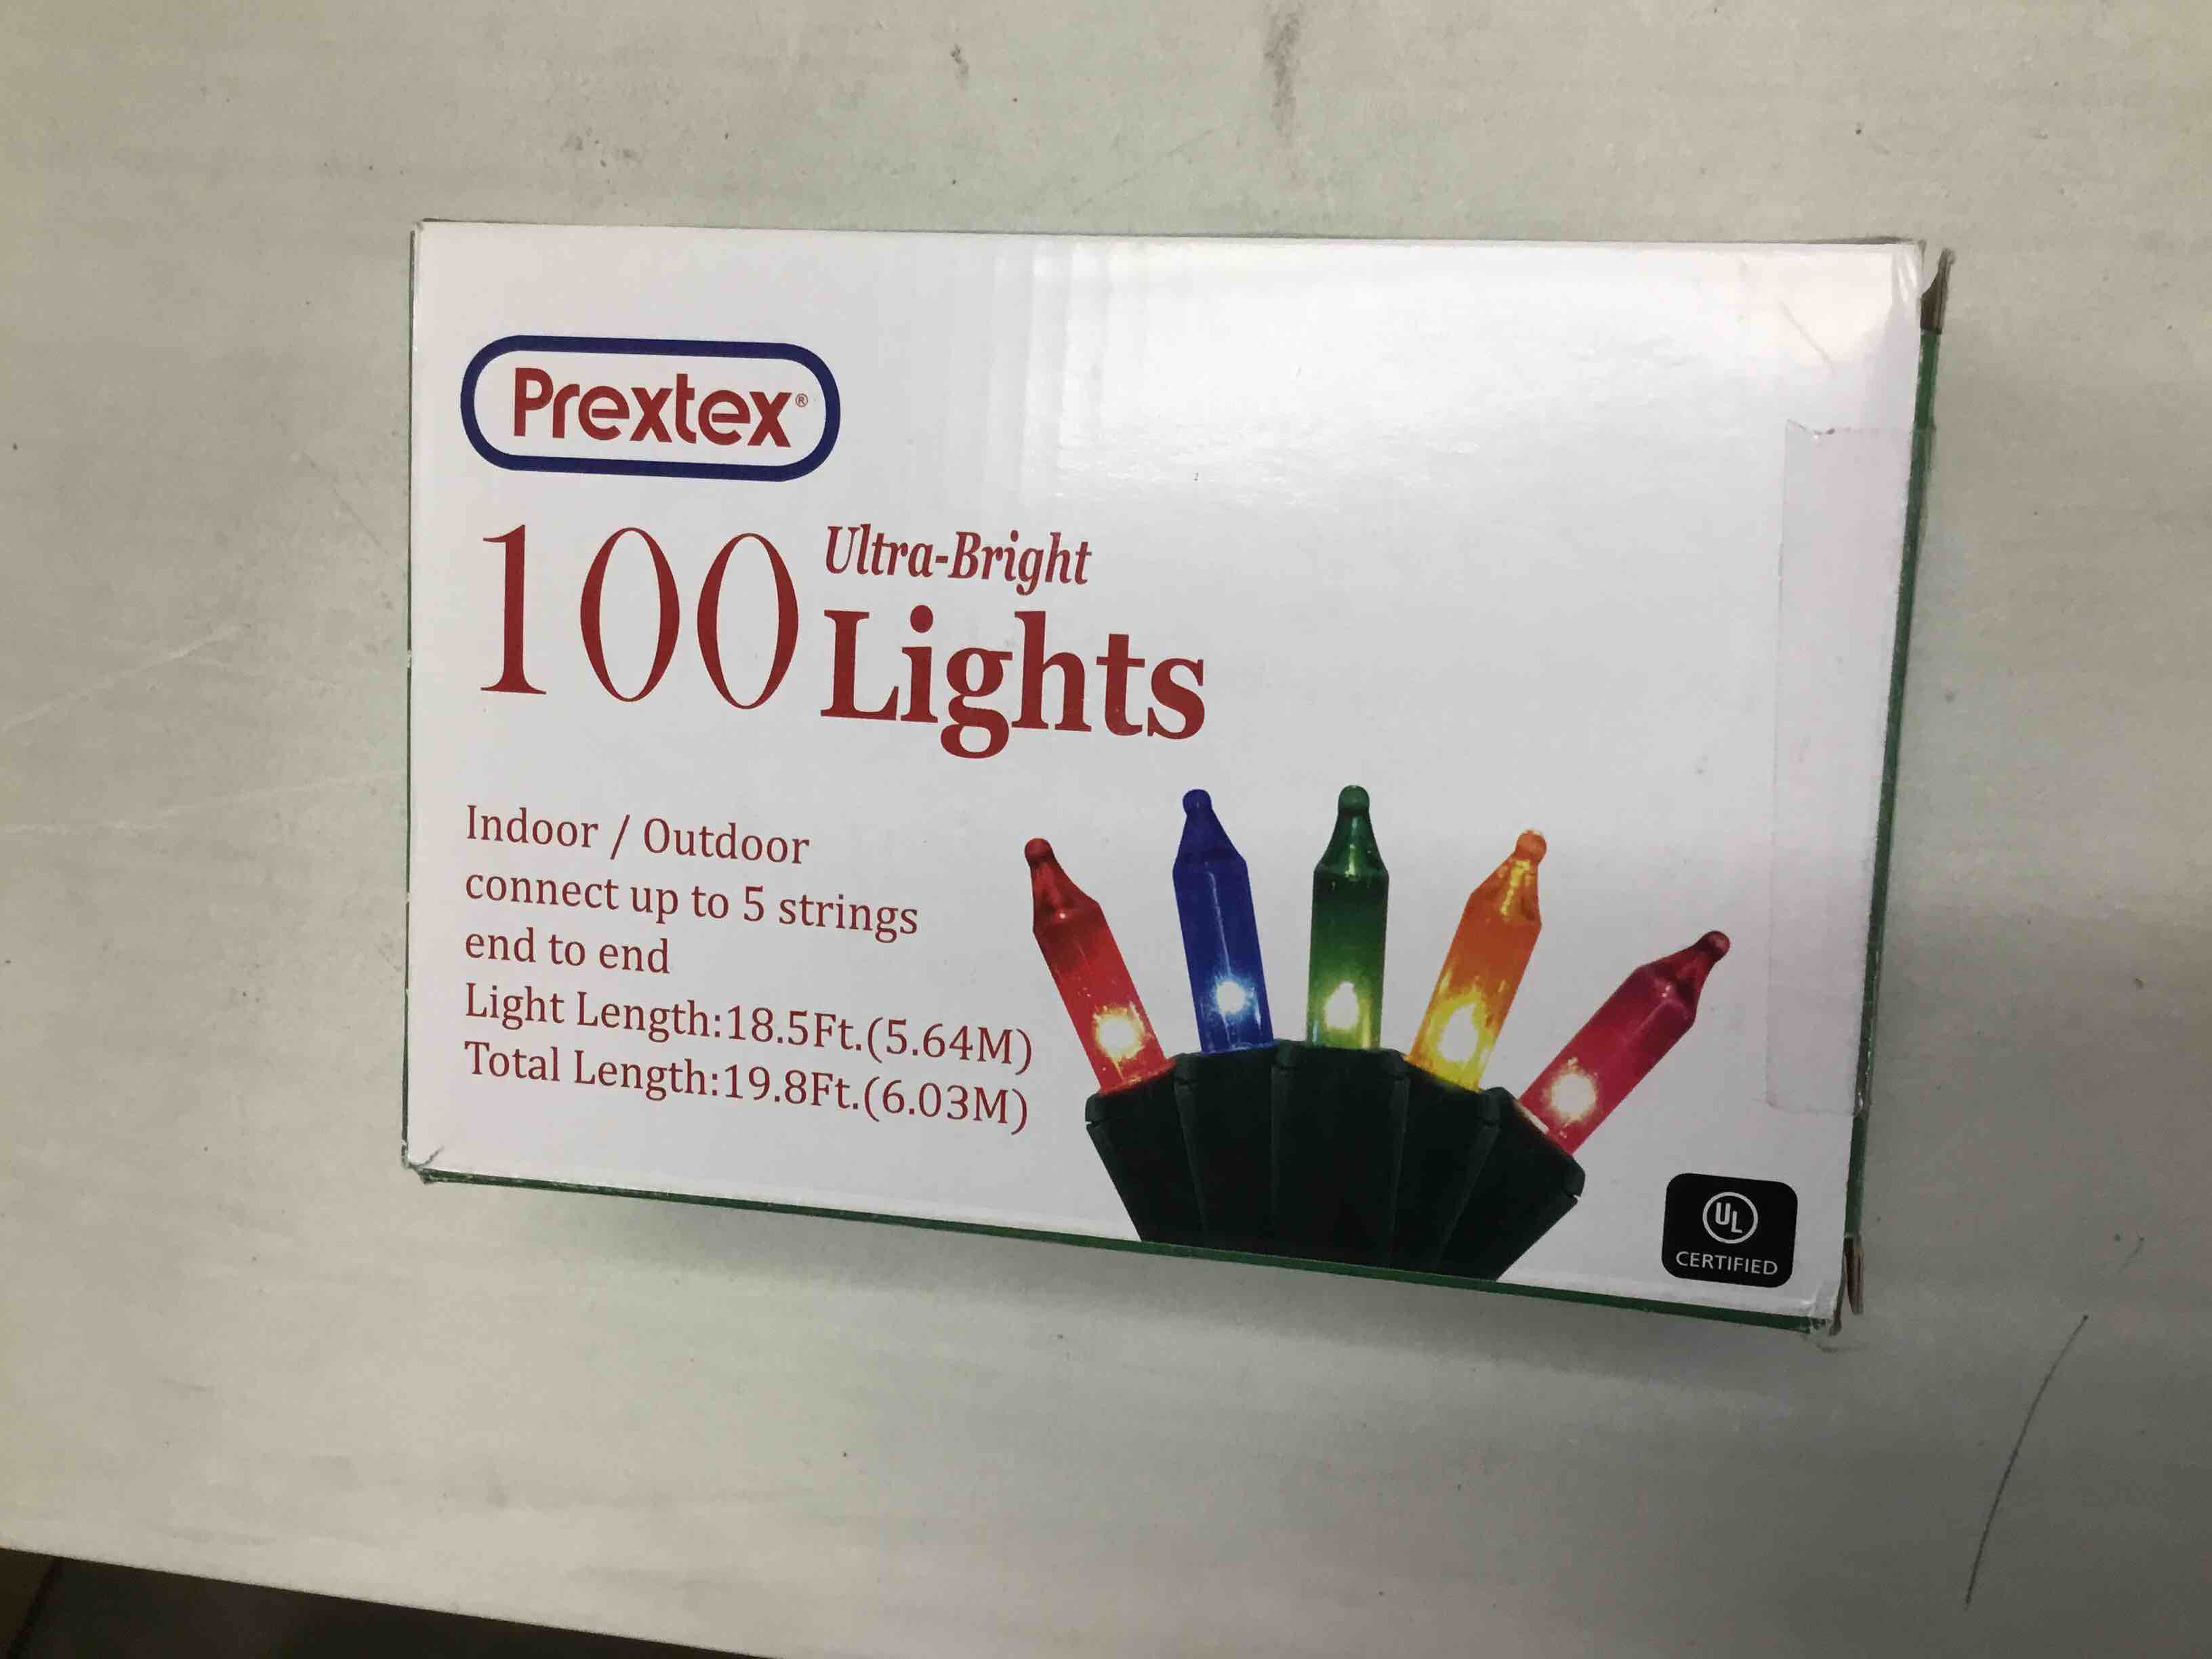 Prextex®
100 Ultra-Bright
Lights
Indoor / Outdoor
connect up to 5 strings
end to end
Light Length:18.5Ft.(5.64M)
Total Length:19.8Ft.(6.03M)
UL
CERTIFIED